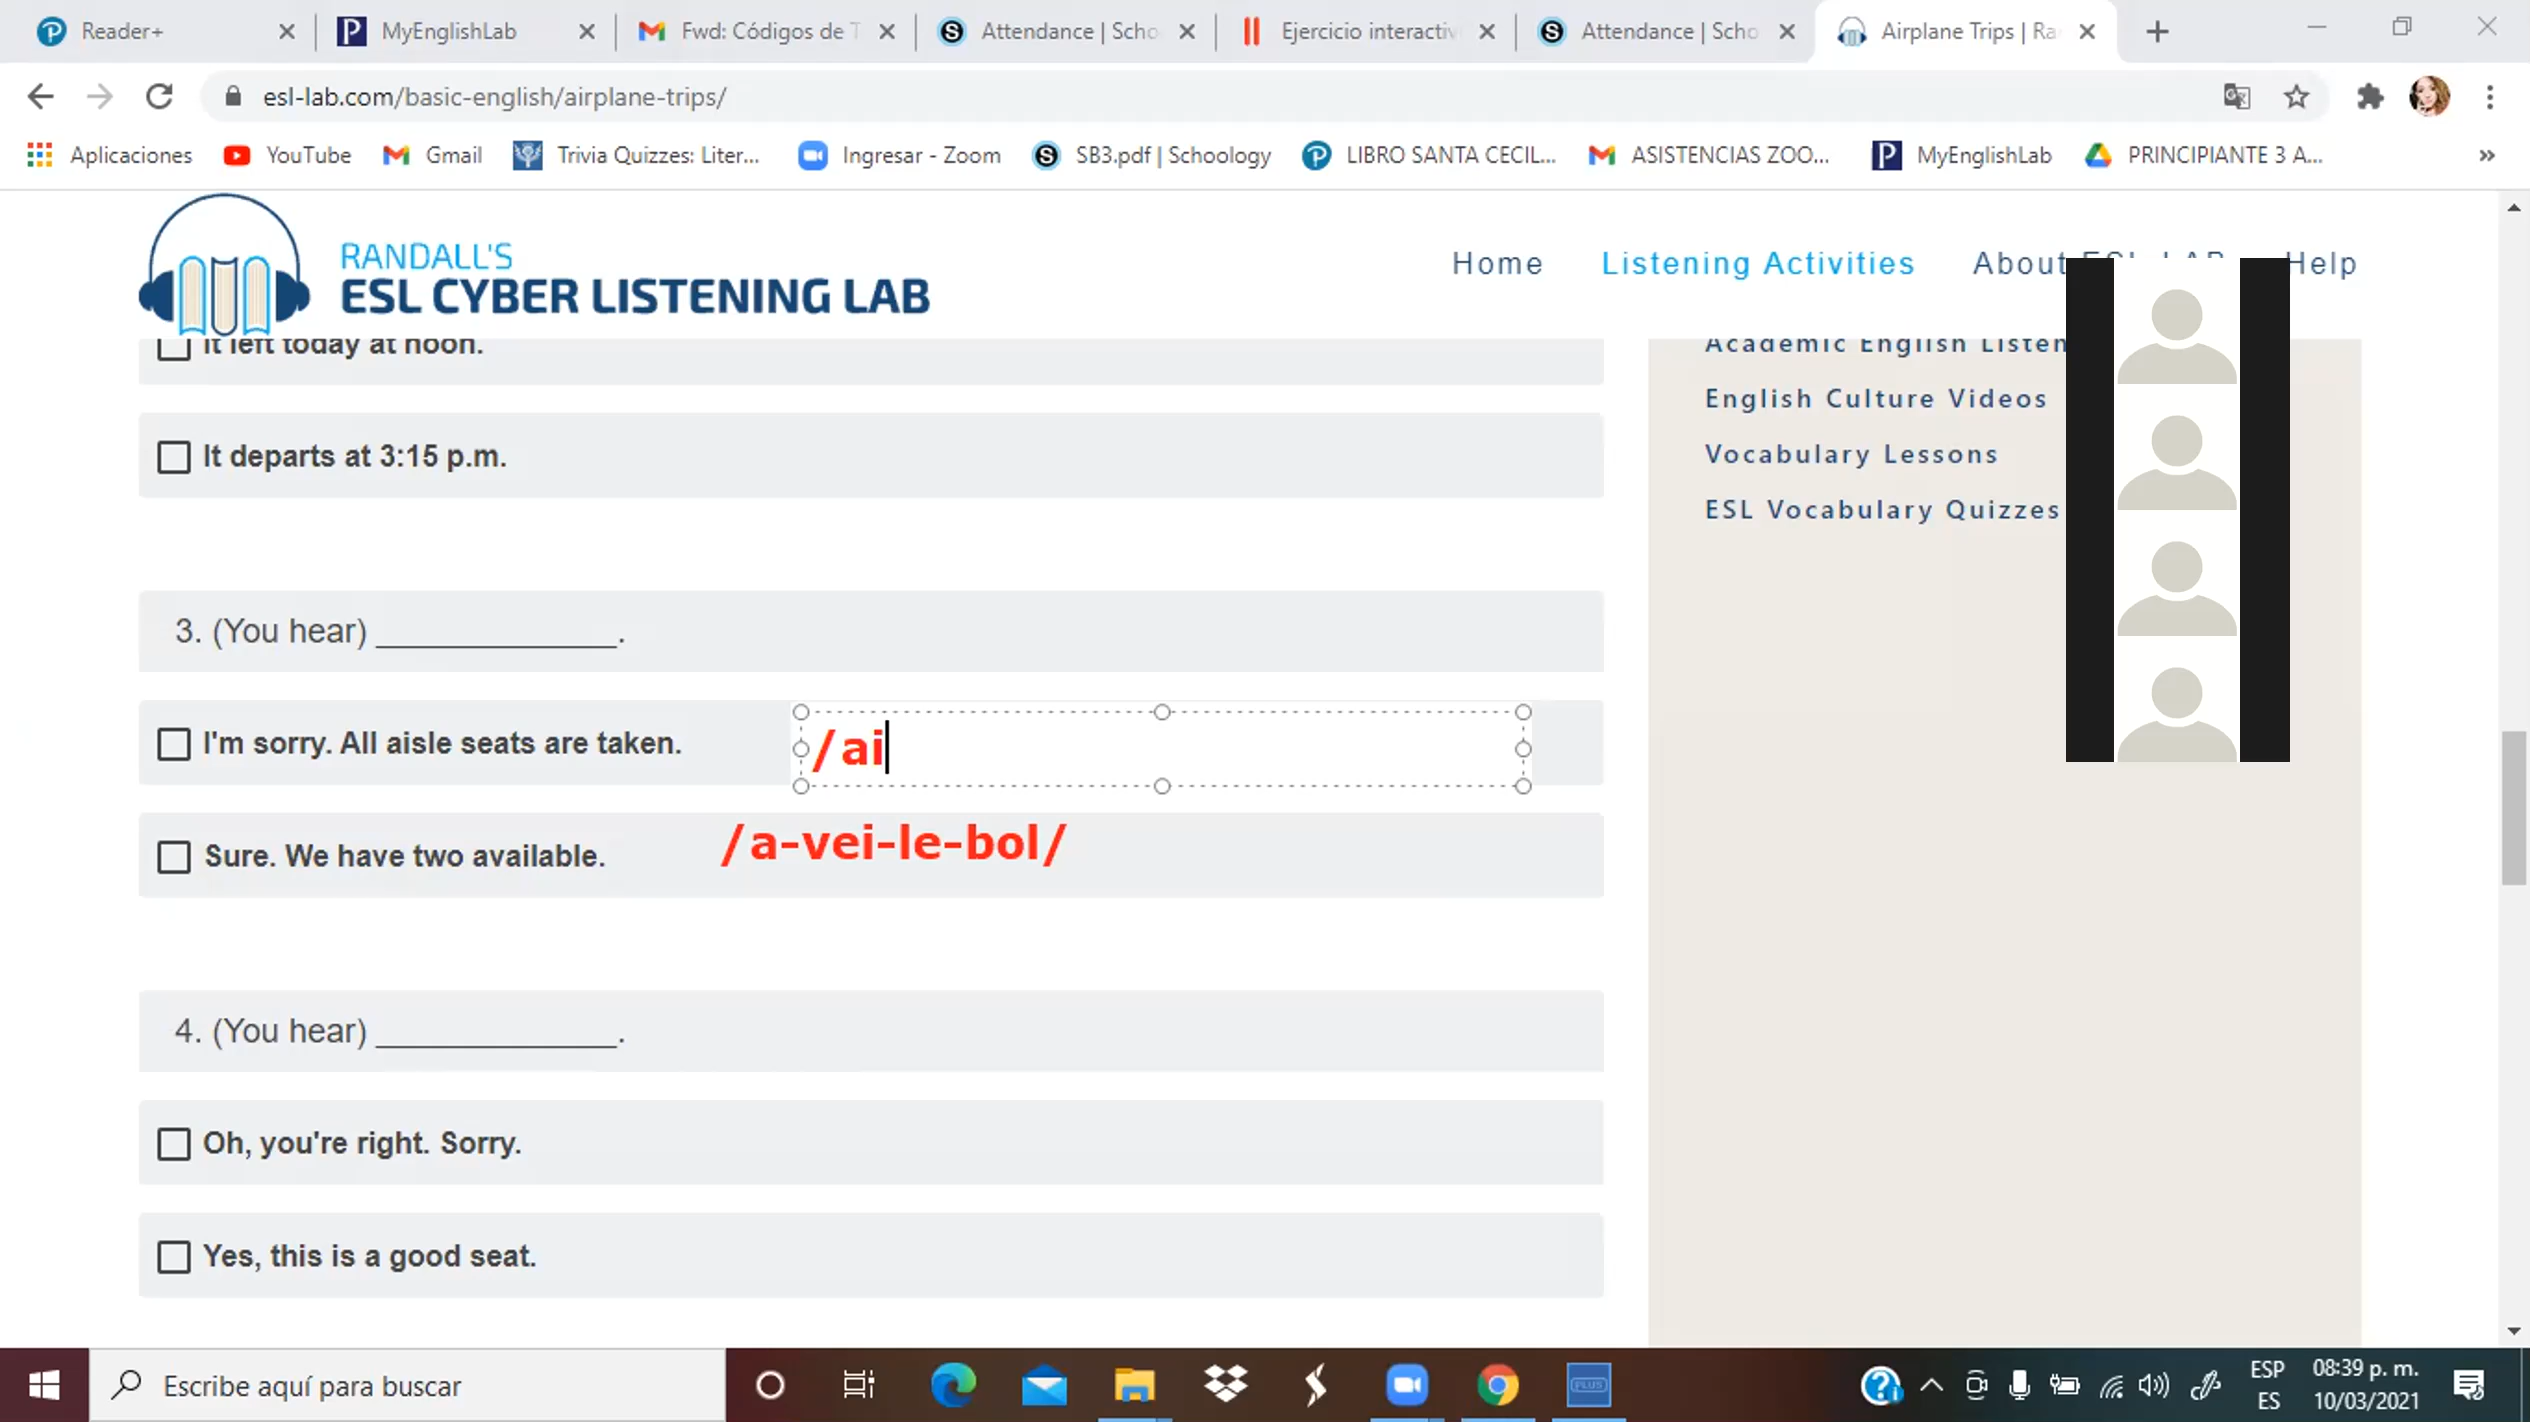 Reader+
MyEnglishLab
Fwd: Códigos de T
Attendance | Scho
Ejercicio interactiv
Attendance | Scho
Airplane Trips | Ra
esl-lab.com/basic-english/airplane-trips/
Aplicaciones
YouTube
Gmail
Trivia Quizzes: Liter...
Ingresar - Zoom
SB3.pdf | Schoology
LIBRO SANTA CECIL...
ASISTENCIAS ZOO...
MyEnglishLab
PRINCIPIANTE 3 A...
RANDALL'S
ESL CYBER LISTENING LAB
Home
Listening Activities
About ESL-LAB
Help
It left today at noon.
It departs at 3:15 p.m.
Academic English Listen
English Culture Videos
Vocabulary Lessons
ESL Vocabulary Quizzes
3. (You hear) _____________.
I'm sorry. All aisle seats are taken.
/ai
Sure. We have two available.
/a-vei-le-bol/
4. (You hear) _____________.
Oh, you're right. Sorry.
Yes, this is a good seat.
Escribe aquí para buscar
PLUS
ESP
ES
08:39 p. m.
10/03/2021